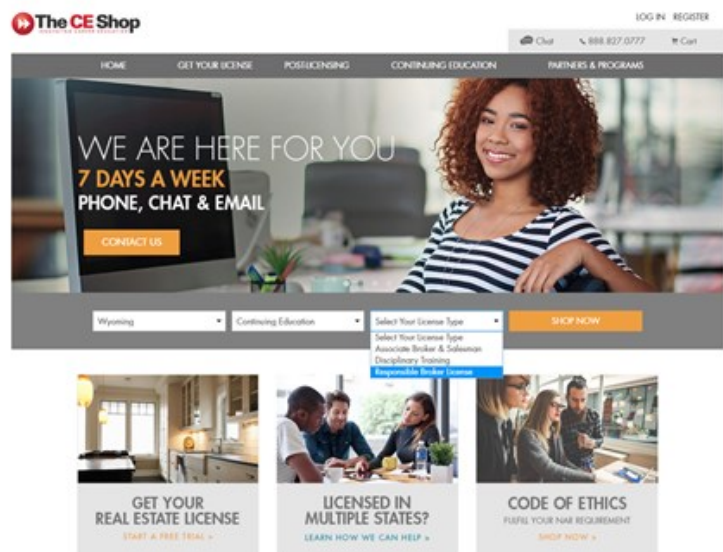 The CE Shop
INNOVATING CAREER EDUCATION
LOG IN REGISTER
Chat 888.827.0777 Cart
HOME GET YOUR LICENSE POST-LICENSING CONTINUING EDUCATION PARTNERS & PROGRAMS
WE ARE HERE FOR YOU
7 DAYS A WEEK
PHONE, CHAT & EMAIL
CONTACT US
Wyoming Continuing Education Select Your License Type SHOP NOW
Select Your License Type
Associate Broker & Salesman
Disciplinary Training
Responsible Broker License
GET YOUR
REAL ESTATE LICENSE
START A FREE TRIAL »
LICENSED IN
MULTIPLE STATES?
LEARN HOW WE CAN HELP »
CODE OF ETHICS
FULFILL YOUR NAR REQUIREMENT
SHOP NOW »